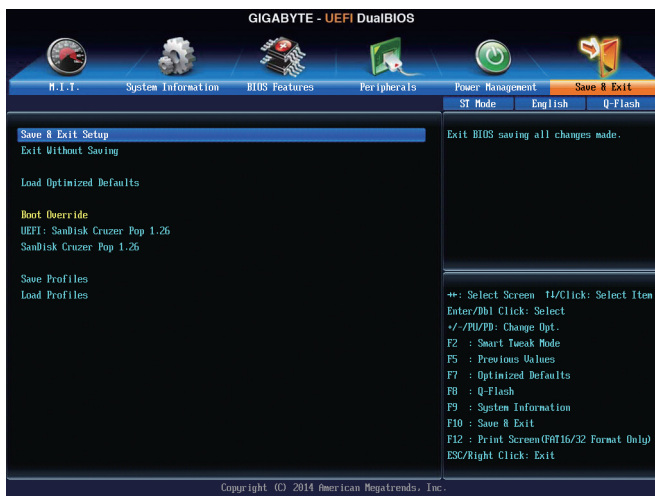 GIGABYTE - UEFI DualBIOS
M.I.T.
System Information
BIOS Features
Peripherals
Power Management
Save & Exit
ST Mode
English
Q-Flash
Save & Exit Setup
Exit Without Saving
Load Optimized Defaults
Boot Override
UEFI: SanDisk Cruzer Pop 1.26
SanDisk Cruzer Pop 1.26
Save Profiles
Load Profiles
Exit BIOS saving all changes made.
→←: Select Screen ↑↓/Click: Select Item
Enter/Dbl Click: Select
+/-/PU/PD: Change Opt.
F2 : Smart Tweak Mode
F5 : Previous Values
F7 : Optimized Defaults
F8 : Q-Flash
F9 : System Information
F10 : Save & Exit
F12 : Print Screen(FAT16/32 Format Only)
ESC/Right Click: Exit
Copyright (C) 2014 American Megatrends, Inc.